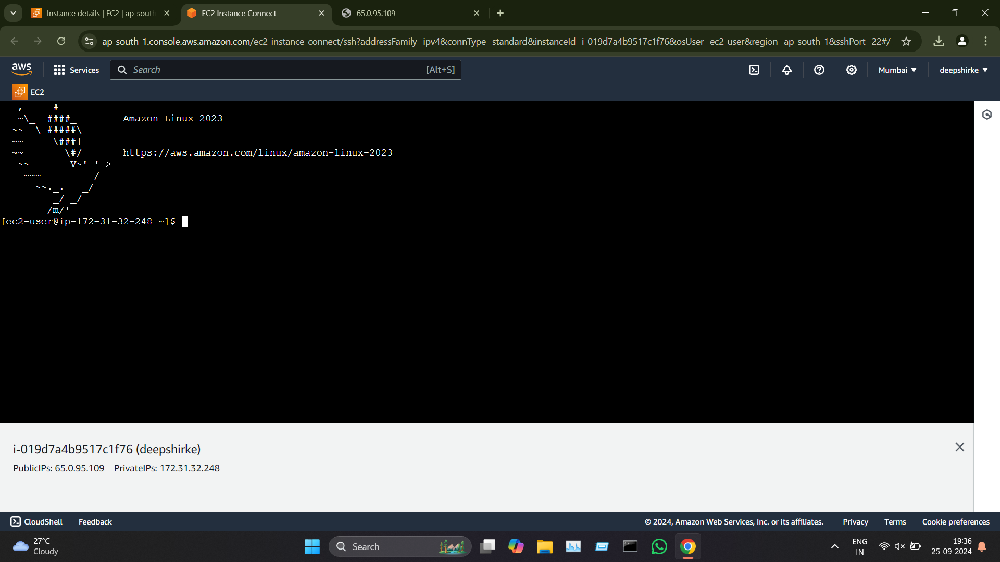 Instance details | EC2 | ap-south
EC2 Instance Connect
65.0.95.109
ap-south-1.console.aws.amazon.com/ec2-instance-connect/ssh?addressFamily=ipv4&connType=standard&instanceId=i-019d7a4b9517c1f76&osUser=ec2-user&region=ap-south-1&sshPort=22#/
aws
Services
Search
[Alt+S]
Mumbai
deepshirke
EC2
   ,     #_
   ~\_  ####_        Amazon Linux 2023
  ~~  \_#####\
  ~~     \###|
  ~~       \#/ ___   https://aws.amazon.com/linux/amazon-linux-2023
   ~~       V~' '->
    ~~~         /
      ~~._.   _/
         _/ _/
       _/m/'
[ec2-user@ip-172-31-32-248 ~]$
i-019d7a4b9517c1f76 (deepshirke)
PublicIPs: 65.0.95.109 PrivateIPs: 172.31.32.248
CloudShell
Feedback
© 2024, Amazon Web Services, Inc. or its affiliates.
Privacy
Terms
Cookie preferences
27°C
Cloudy
Search
ENG
IN
19:36
25-09-2024